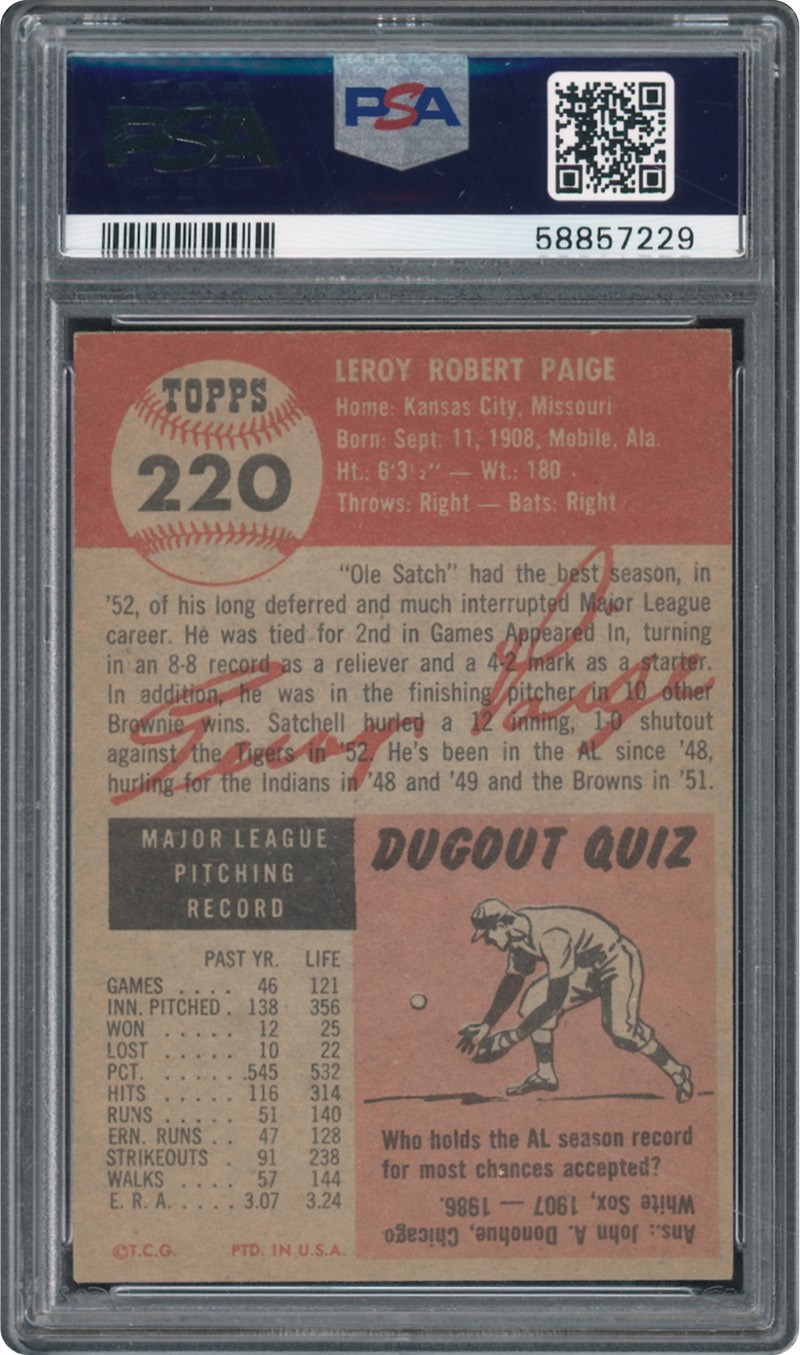 PSA
PSA
58857229
TOPPS
220
LEROY ROBERT PAIGE
Home: Kansas City, Missouri
Born: Sept. 11, 1908, Mobile, Ala.
Ht.: 6'3½" — Wt.: 180
Throws: Right — Bats: Right
"Ole Satch" had the best season, in
'52, of his long deferred and much interrupted Major League
career. He was tied for 2nd in Games Appeared In, turning
in an 8-8 record as a reliever and a 4-2 mark as a starter.
In addition, he was in the finishing pitcher in 10 other
Brownie wins. Satchell hurled a 12 inning, 1-0 shutout
against the Tigers in '52. He's been in the AL since '48,
hurling for the Indians in '48 and '49 and the Browns in '51.
MAJOR LEAGUE
PITCHING
RECORD
PAST YR. LIFE
GAMES . . . . 46 121
INN. PITCHED . 138 356
WON . . . . . 12 25
LOST . . . . . 10 22
PCT. . . . . . .545 532
HITS . . . . . 116 314
RUNS . . . . . 51 140
ERN. RUNS . . 47 128
STRIKEOUTS . 91 238
WALKS . . . . 57 144
E. R. A. . . . . 3.07 3.24
©T.C.G. PTD. IN U.S.A.
DUGOUT QUIZ
Who holds the AL season record
for most chances accepted?
Ans.: John A. Donohue, Chicago
White Sox, 1907 — 1986.